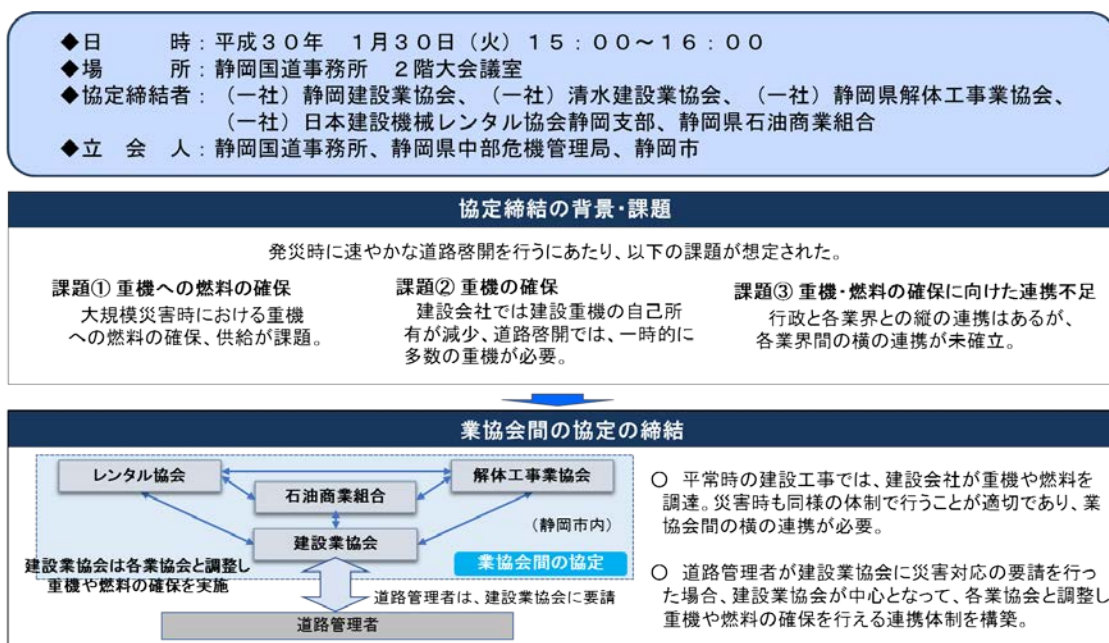 ◆日　　　時：平成３０年　１月３０日（火）１５：００～１６：００
◆場　　　所：静岡国道事務所　２階大会議室
◆協定締結者：（一社）静岡建設業協会、（一社）清水建設業協会、（一社）静岡県解体工事業協会、
（一社）日本建設機械レンタル協会静岡支部、静岡県石油商業組合
◆立　会　人：静岡国道事務所、静岡県中部危機管理局、静岡市
協定締結の背景・課題
発災時に速やかな道路啓開を行うにあたり、以下の課題が想定された。
課題① 重機への燃料の確保
大規模災害時における重機
への燃料の確保、供給が課題。
課題② 重機の確保
建設会社では建設重機の自己所
有が減少、道路啓開では、一時的に
多数の重機が必要。
課題③ 重機・燃料の確保に向けた連携不足
行政と各業界との縦の連携はあるが、
各業界間の横の連携が未確立。
業協会間の協定の締結
レンタル協会
解体工事業協会
石油商業組合
（静岡市内）
建設業協会
業協会間の協定
建設業協会は各業協会と調整し
重機や燃料の確保を実施
道路管理者は、建設業協会に要請
道路管理者
○　平常時の建設工事では、建設会社が重機や燃料を
調達。災害時も同様の体制で行うことが適切であり、業
協会間の横の連携が必要。
○　道路管理者が建設業協会に災害対応の要請を行っ
た場合、建設業協会が中心となって、各業協会と調整し
重機や燃料の確保を行える連携体制を構築。